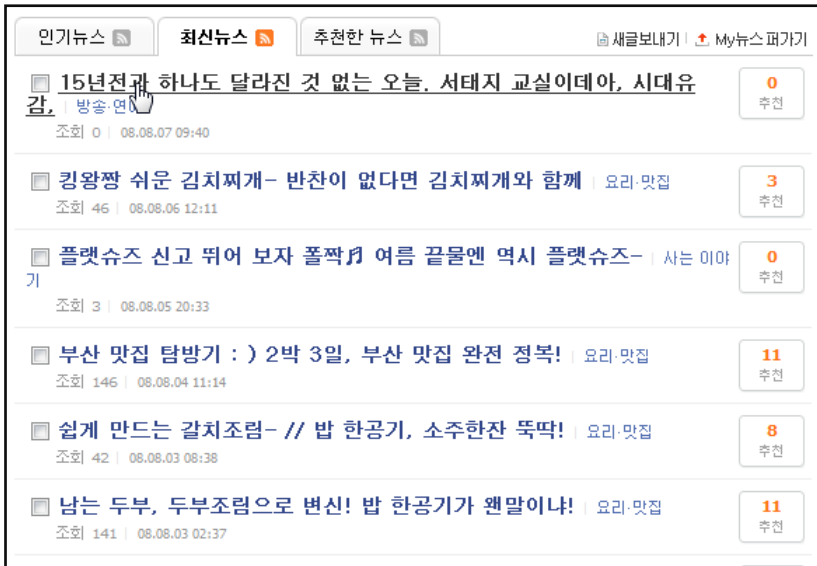 인기뉴스 최신뉴스 추천한 뉴스 새글보내기 My뉴스 퍼가기
15년전과 하나도 달라진 것 없는 오늘. 서태지 교실이데아, 시대유
감, 방송·연예
0
추천
조회 0 08.08.07 09:40
킹왕짱 쉬운 김치찌개- 반찬이 없다면 김치찌개와 함께 요리·맛집
3
추천
조회 46 08.08.06 12:11
플랫슈즈 신고 뛰어 보자 폴짝♬ 여름 끝물엔 역시 플랫슈즈- 사는 이야
기
0
추천
조회 3 08.08.05 20:33
부산 맛집 탐방기 : ) 2박 3일, 부산 맛집 완전 정복! 요리·맛집
11
추천
조회 146 08.08.04 11:14
쉽게 만드는 갈치조림- // 밥 한공기, 소주한잔 뚝딱! 요리·맛집
8
추천
조회 42 08.08.03 08:38
남는 두부, 두부조림으로 변신! 밥 한공기가 왠말이냐! 요리·맛집
11
추천
조회 141 08.08.03 02:37